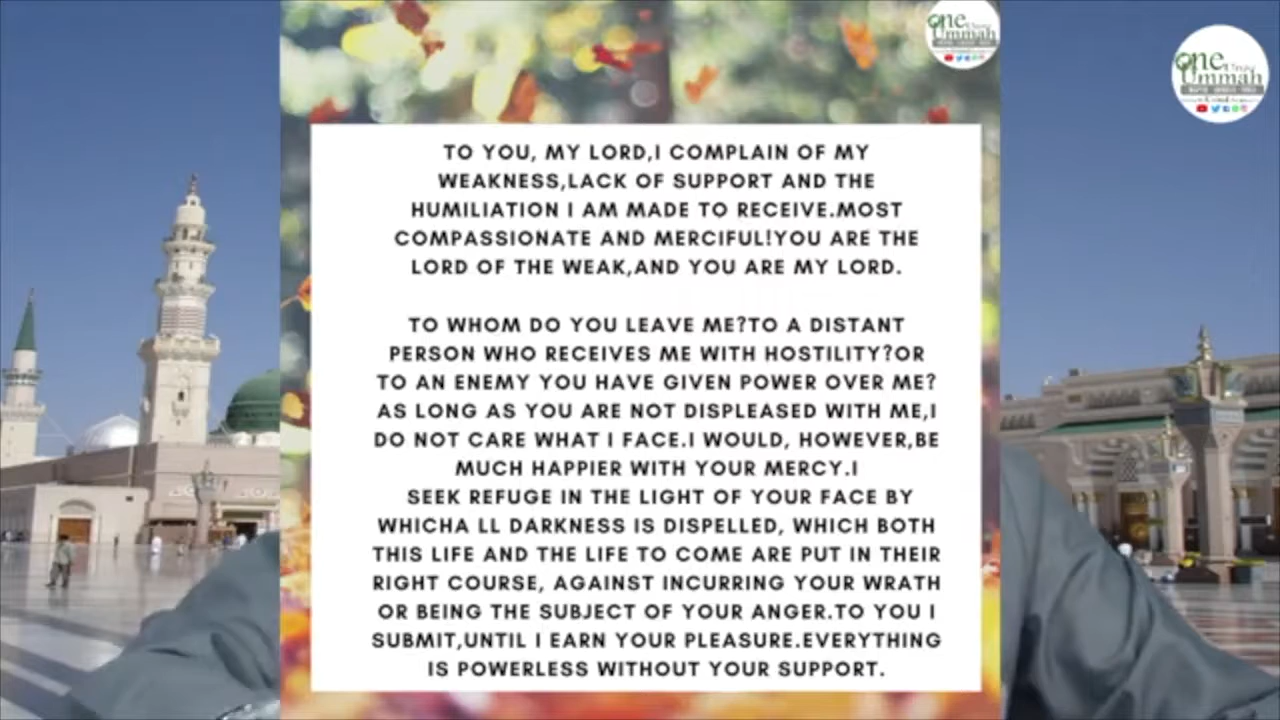 one
Ummah
one
Ummah
TO YOU, MY LORD,I COMPLAIN OF MY
WEAKNESS,LACK OF SUPPORT AND THE
HUMILIATION I AM MADE TO RECEIVE.MOST
COMPASSIONATE AND MERCIFUL!YOU ARE THE
LORD OF THE WEAK,AND YOU ARE MY LORD.
TO WHOM DO YOU LEAVE ME?TO A DISTANT
PERSON WHO RECEIVES ME WITH HOSTILITY?OR
TO AN ENEMY YOU HAVE GIVEN POWER OVER ME?
AS LONG AS YOU ARE NOT DISPLEASED WITH ME,I
DO NOT CARE WHAT I FACE.I WOULD, HOWEVER,BE
MUCH HAPPIER WITH YOUR MERCY.I
SEEK REFUGE IN THE LIGHT OF YOUR FACE BY
WHICHA LL DARKNESS IS DISPELLED, WHICH BOTH
THIS LIFE AND THE LIFE TO COME ARE PUT IN THEIR
RIGHT COURSE, AGAINST INCURRING YOUR WRATH
OR BEING THE SUBJECT OF YOUR ANGER.TO YOU I
SUBMIT,UNTIL I EARN YOUR PLEASURE.EVERYTHING
IS POWERLESS WITHOUT YOUR SUPPORT.